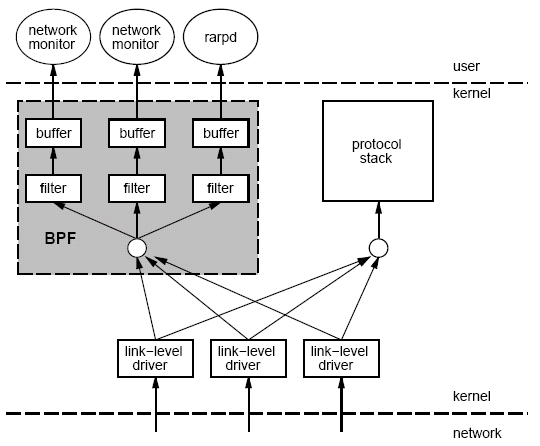 network
monitor
network
monitor
rarpd
user
kernel
buffer
buffer
buffer
protocol
stack
filter
filter
filter
BPF
link-level
driver
link-level
driver
link-level
driver
kernel
network